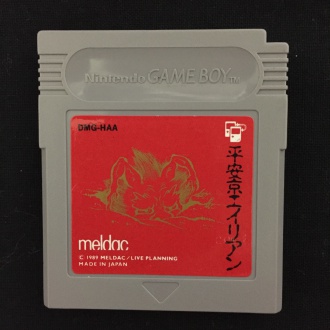 Nintendo GAME BOY™
DMG-HAA
平安京エイリアン
meldac
© 1989 MELDAC/LIVE PLANNING
MADE IN JAPAN